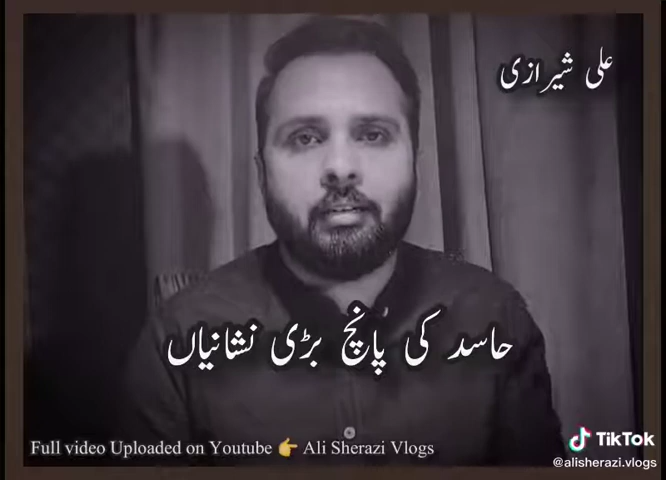 علی شیرازی
حاسد کی پانچ بڑی نشانیاں
Full video Uploaded on Youtube 👉 Ali Sherazi Vlogs
TikTok
@alisherazi.vlogs